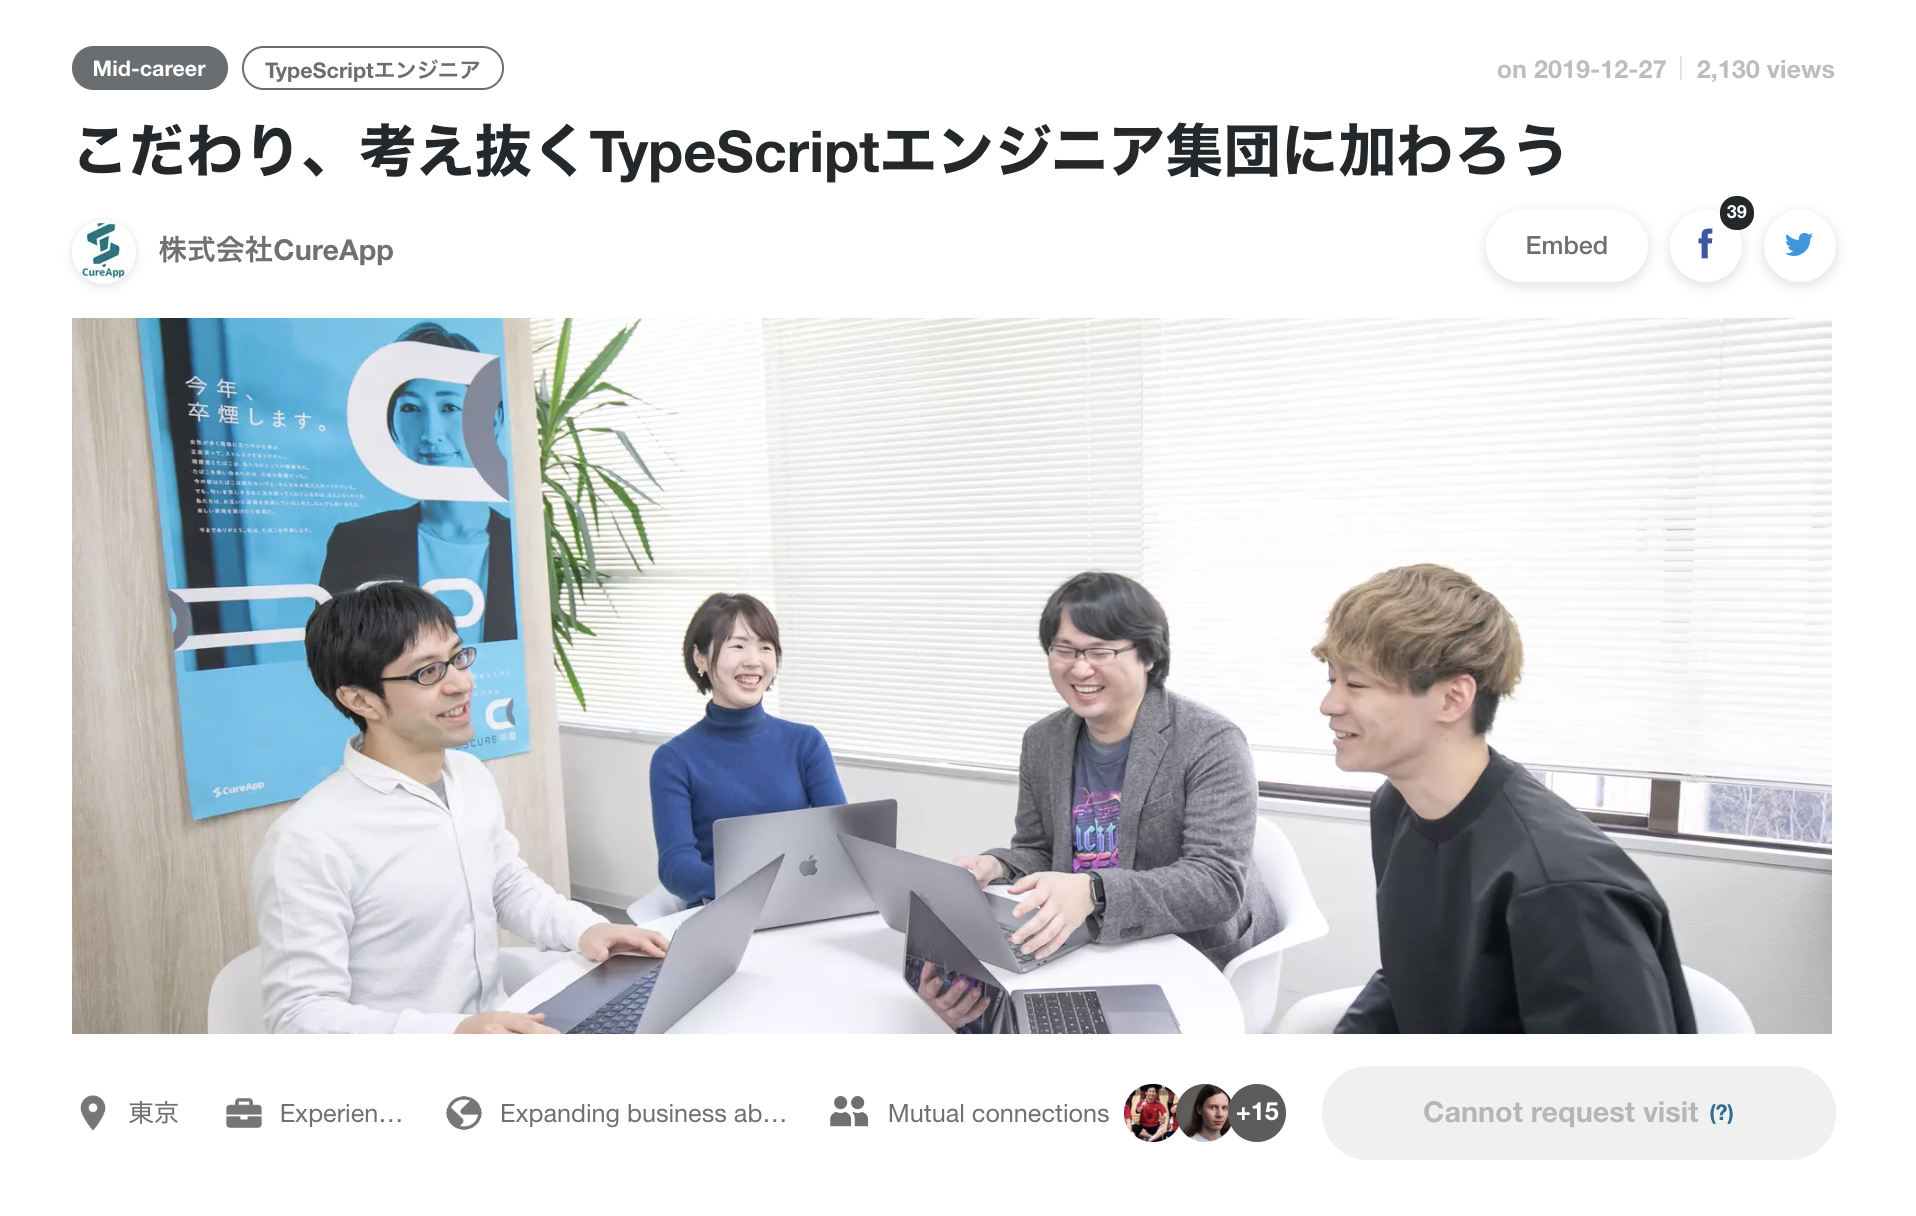 Mid-career
TypeScriptエンジニア
on 2019-12-27
2,130 views
こだわり、考え抜くTypeScriptエンジニア集団に加わろう
CureApp
株式会社CureApp
Embed
39
今年、
卒煙します。
CureApp
東京
Experien…
Expanding business ab…
Mutual connections
+15
Cannot request visit (?)